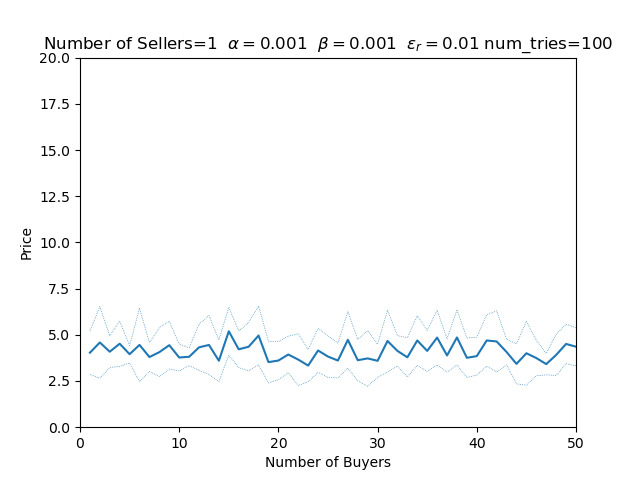 Number of Sellers=1 α = 0.001 β = 0.001 εᵣ = 0.01 num_tries=100
20.0
17.5
15.0
12.5
10.0
7.5
5.0
2.5
0.0
Price
0 10 20 30 40 50
Number of Buyers